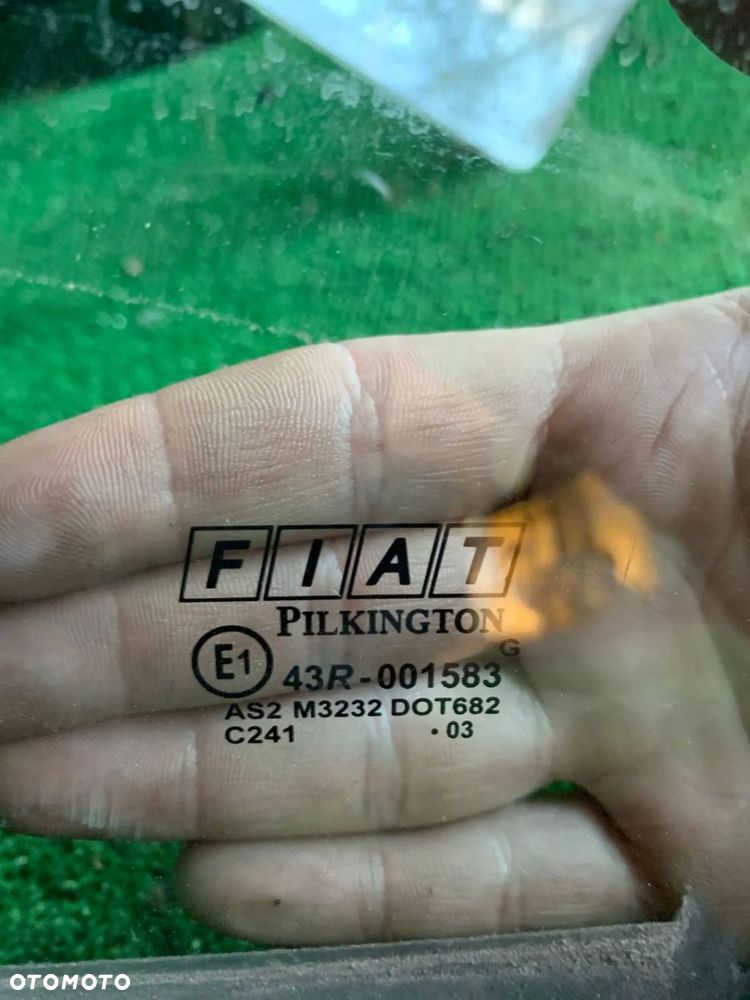 FIAT
PILKINGTON
G
E1 43R-001583
AS2 M3232 DOT682
C241 •03
OTOMOTO